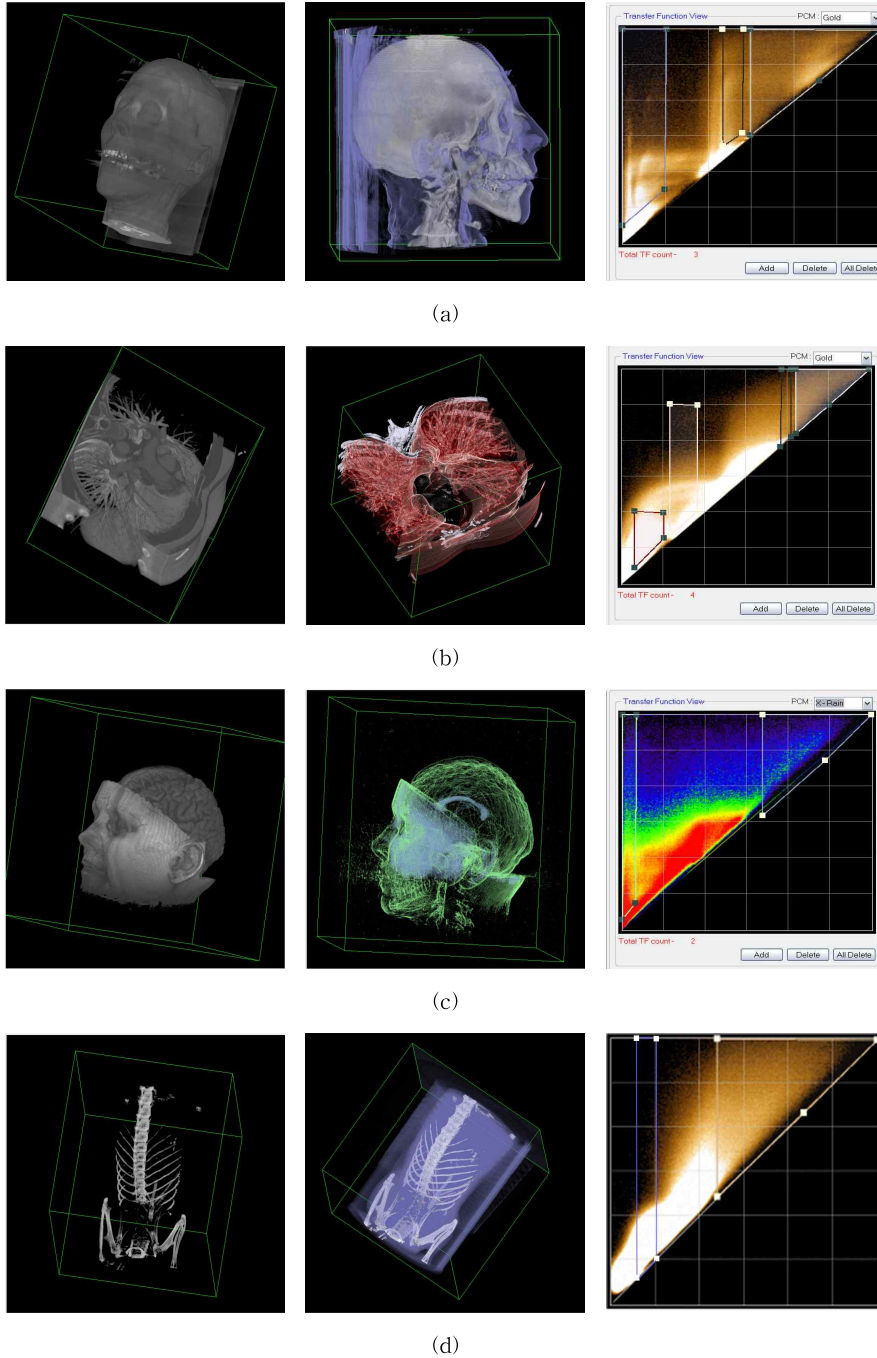 Transfer Function View PCM : Gold
Total TF count - 3
Add Delete All Delete
(a)
Transfer Function View PCM : Gold
Total TF count - 4
Add Delete All Delete
(b)
Transfer Function View PCM : X-Rain
Total TF count - 2
Add Delete All Delete
(c)
(d)